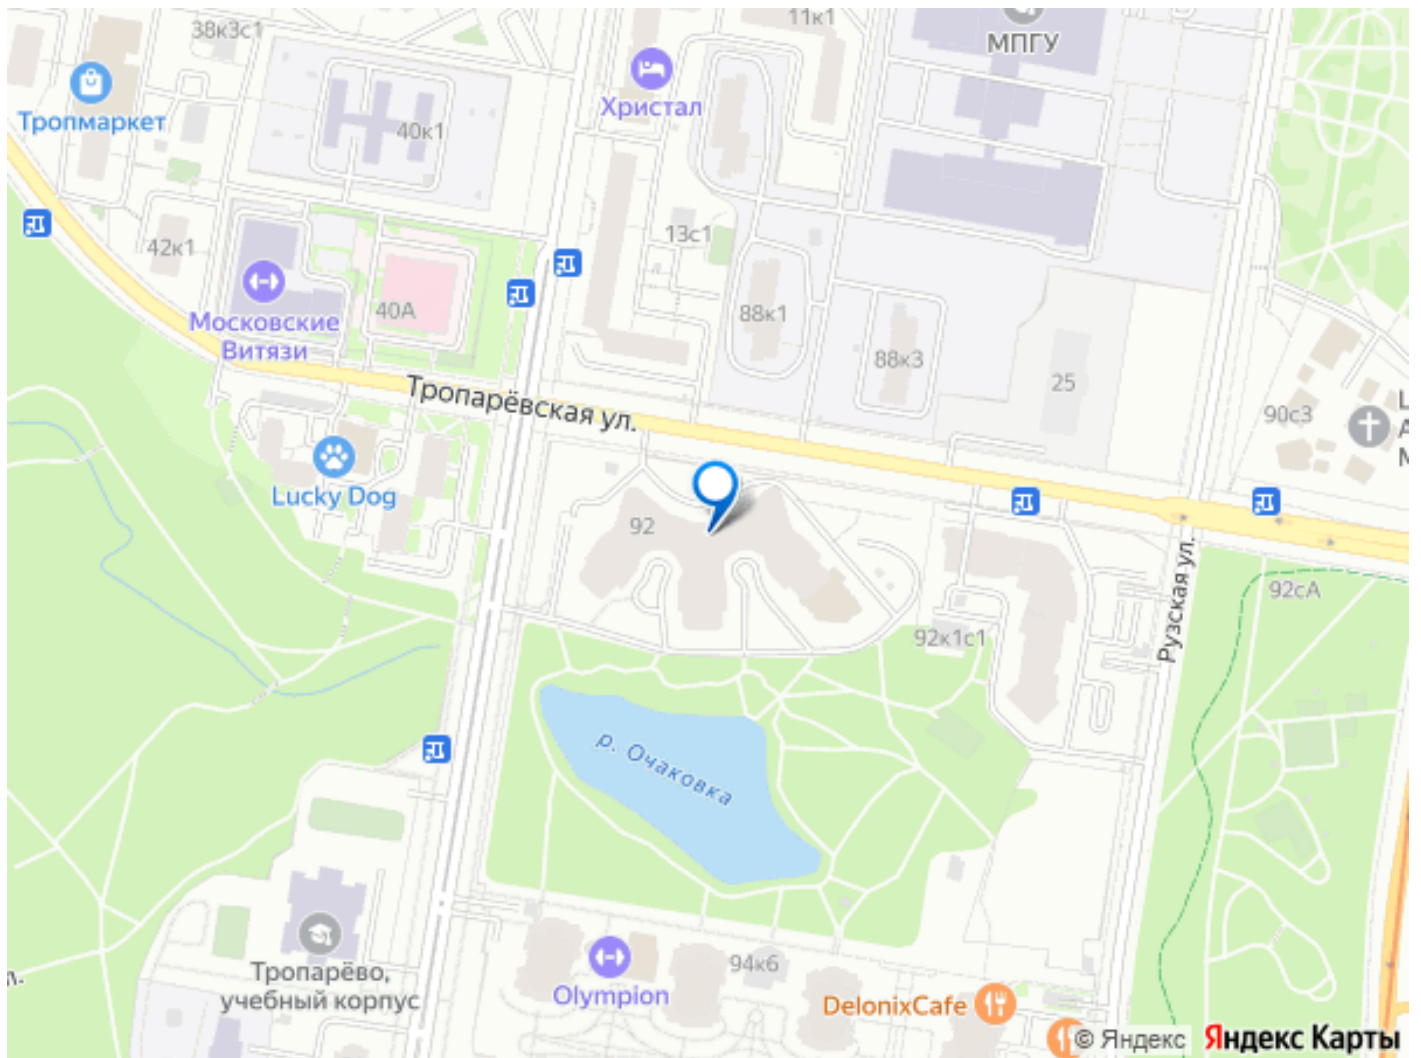 38к3с1
11к1
МПГУ
Христал
Тропмаркет
40к1
42к1
13с1
40А
Московские
Витязи
88к1
88к3
25
Тропарёвская ул.
90с3
Lucky Dog
92
92к1с1
Рузская ул.
92сА
р. Очаковка
Тропарёво,
учебный корпус
94к6
Olympion
DelonixCafe
© Яндекс Яндекс Карты